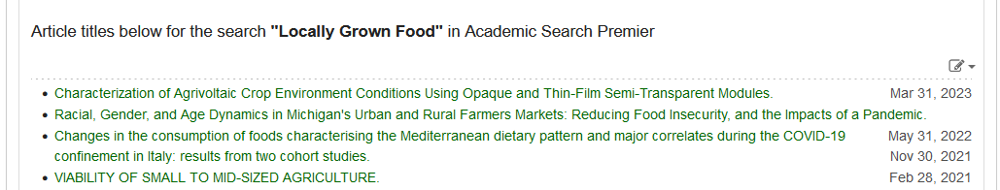 Article titles below for the search "Locally Grown Food" in Academic Search Premier
Characterization of Agrivoltaic Crop Environment Conditions Using Opaque and Thin-Film Semi-Transparent Modules. Mar 31, 2023
Racial, Gender, and Age Dynamics in Michigan's Urban and Rural Farmers Markets: Reducing Food Insecurity, and the Impacts of a Pandemic.
Changes in the consumption of foods characterising the Mediterranean dietary pattern and major correlates during the COVID-19 May 31, 2022
confinement in Italy: results from two cohort studies. Nov 30, 2021
VIABILITY OF SMALL TO MID-SIZED AGRICULTURE. Feb 28, 2021